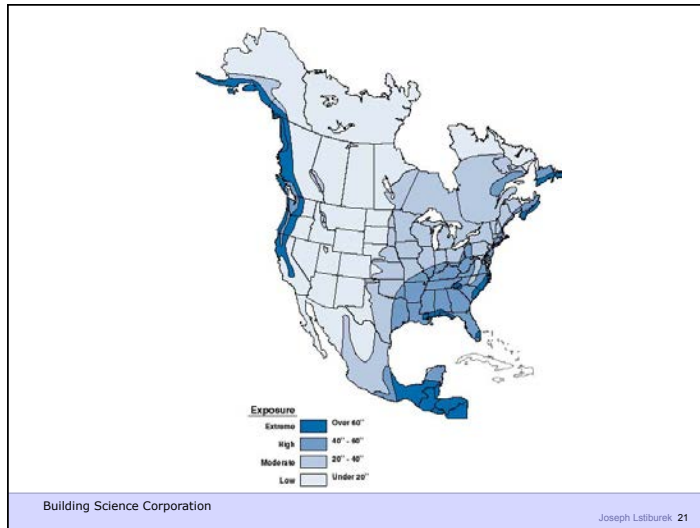 Exposure
Extreme Over 60"
High 40" - 60"
Moderate 20" - 40"
Low Under 20"
Building Science Corporation
Joseph Lstiburek 21